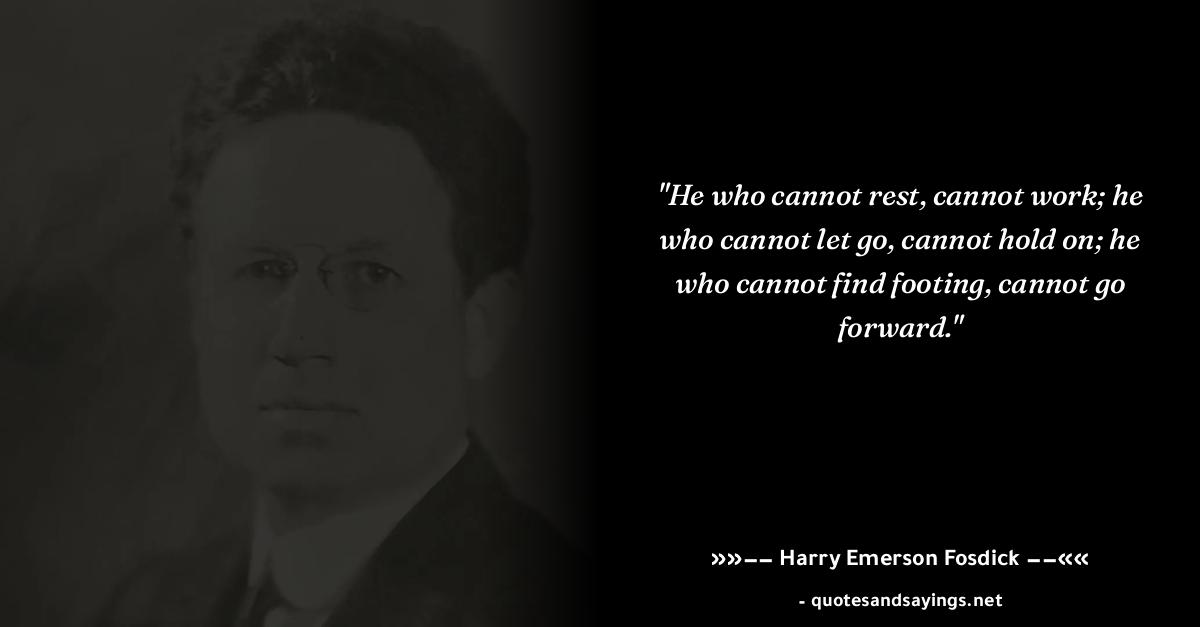 "He who cannot rest, cannot work; he
who cannot let go, cannot hold on; he
who cannot find footing, cannot go
forward."
»»−− Harry Emerson Fosdick −−««
- quotesandsayings.net